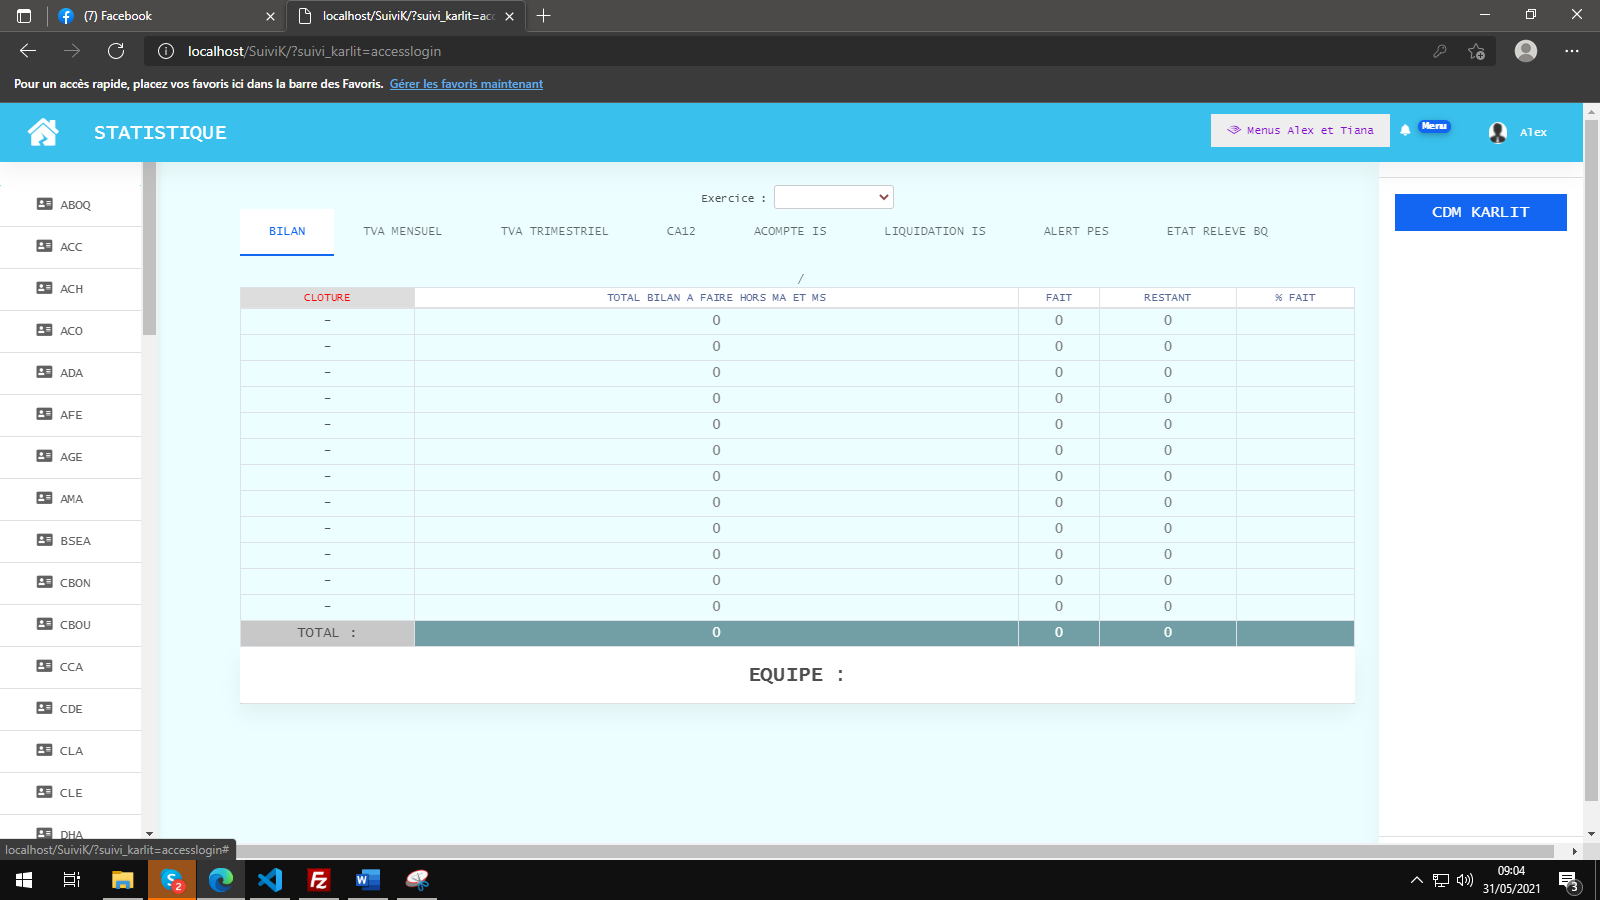 (7) Facebook
localhost/SuiviK/?suivi_karlit=acc
localhost/SuiviK/?suivi_karlit=accesslogin
Pour un accès rapide, placez vos favoris ici dans la barre des Favoris. Gérer les favoris maintenant
STATISTIQUE
Menus Alex et Tiana
Menu
Alex
ABOQ
ACC
ACH
ACO
ADA
AFE
AGE
AMA
BSEA
CBON
CBOU
CCA
CDE
CLA
CLE
DHA
Exercice :
BILAN TVA MENSUEL TVA TRIMESTRIEL CA12 ACOMPTE IS LIQUIDATION IS ALERT PES ETAT RELEVE BQ
/
CLOTURE TOTAL BILAN A FAIRE HORS MA ET MS FAIT RESTANT % FAIT
- 0 0 0
- 0 0 0
- 0 0 0
- 0 0 0
- 0 0 0
- 0 0 0
- 0 0 0
- 0 0 0
- 0 0 0
- 0 0 0
- 0 0 0
- 0 0 0
TOTAL : 0 0 0
EQUIPE :
CDM KARLIT
localhost/SuiviK/?suivi_karlit=accesslogin#
2
09:04
31/05/2021
3